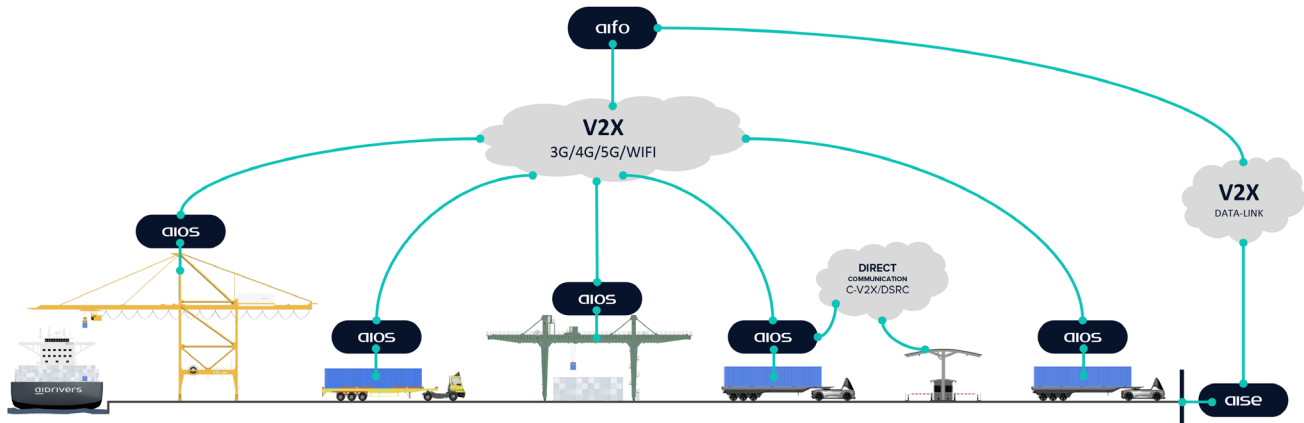 aifo
V2X
3G/4G/5G/WIFI
V2X
DATA-LINK
aios
DIRECT
COMMUNICATION
C-V2X/DSRC
aios
aios
aios
aios
aidrivers
aise